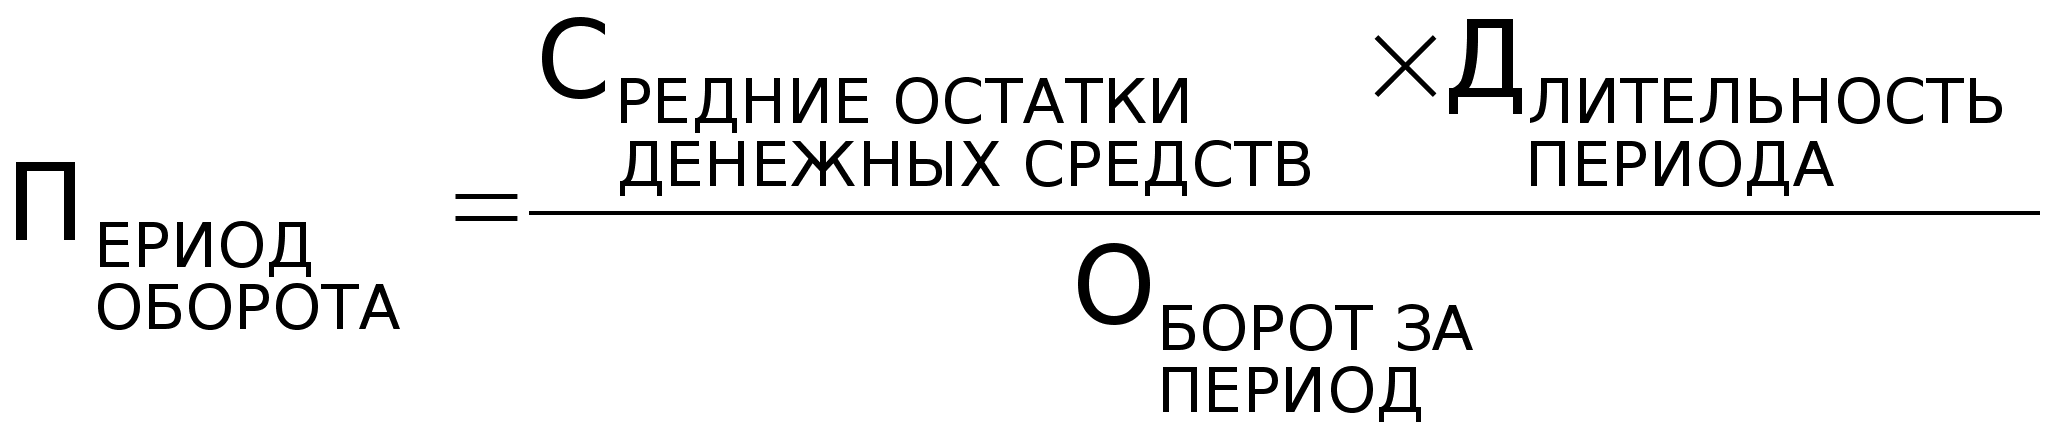 ПЕРИОД
ОБОРОТА
=
СРЕДНИЕ ОСТАТКИ
ДЕНЕЖНЫХ СРЕДСТВ
×
ДЛИТЕЛЬНОСТЬ
ПЕРИОДА
ОБОРОТ ЗА
ПЕРИОД